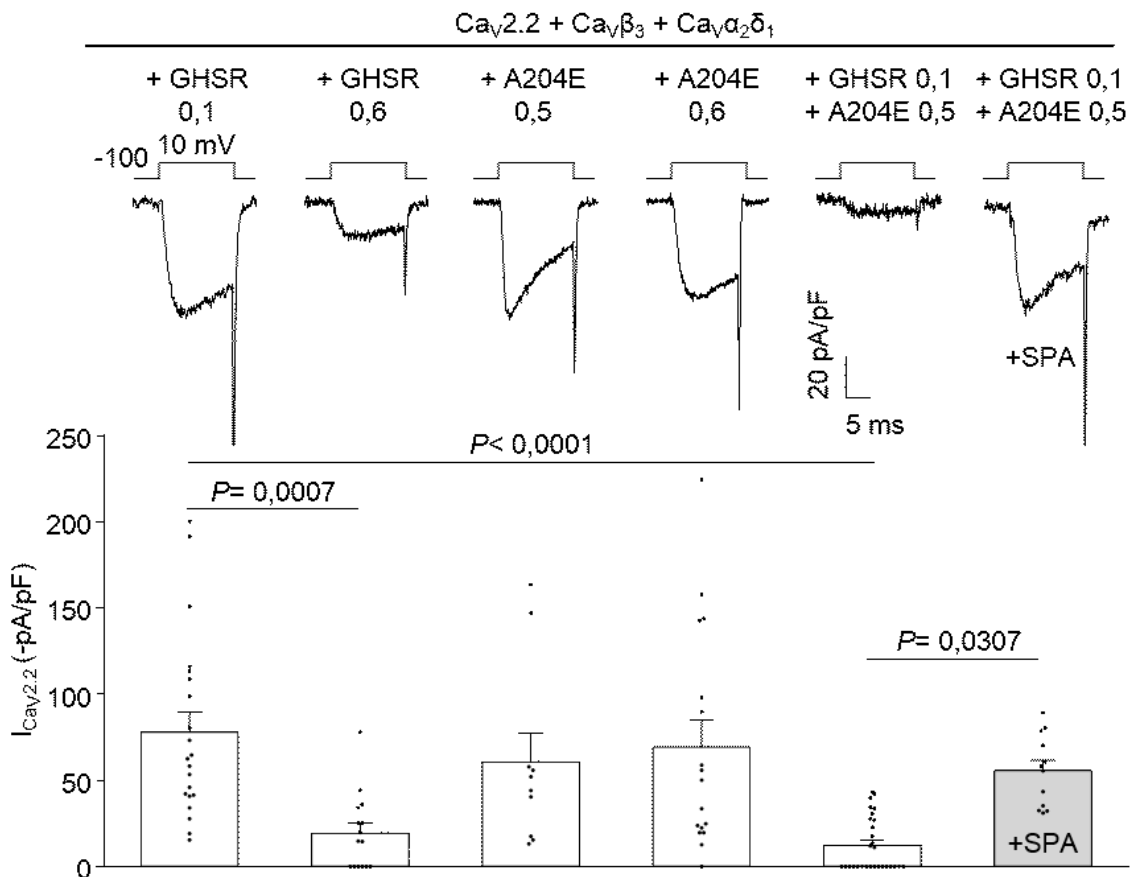 CaV2.2 + CaVβ3 + CaVα2δ1
+ GHSR + GHSR + A204E + A204E + GHSR 0,1 + GHSR 0,1
0,1 0,6 0,5 0,6 + A204E 0,5 + A204E 0,5
10 mV
-100
20 pA/pF
+SPA
5 ms
250
P< 0,0001
P= 0,0007
200
150
P= 0,0307
100
50
0
ICaV2.2 (-pA/pF)
+SPA